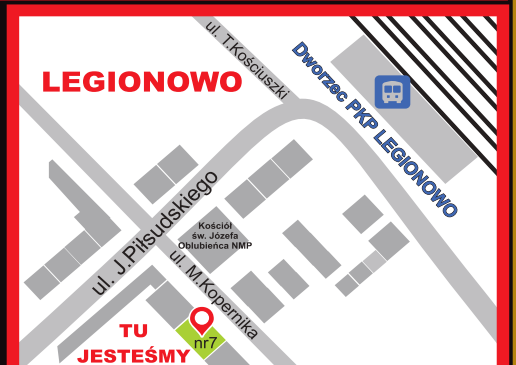 ul. T.Kościuszki
LEGIONOWO
Dworzec PKP LEGIONOWO
ul. J.Piłsudskiego
Kościół
św. Józefa
Oblubieńca NMP
ul. M.Kopernika
TU
JESTEŚMY
nr7